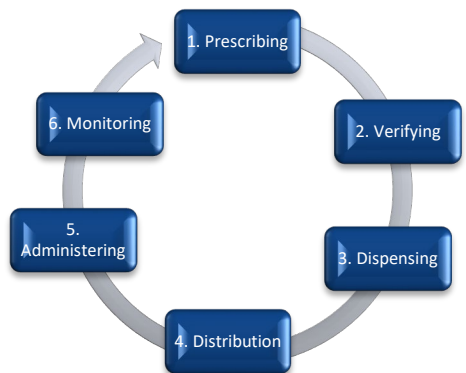 1. Prescribing
2. Verifying
3. Dispensing
4. Distribution
5.
Administering
6. Monitoring